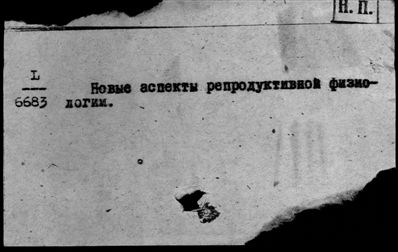 Н. П.
L
6683
Новые аспекты репродуктивной физио-
логии.